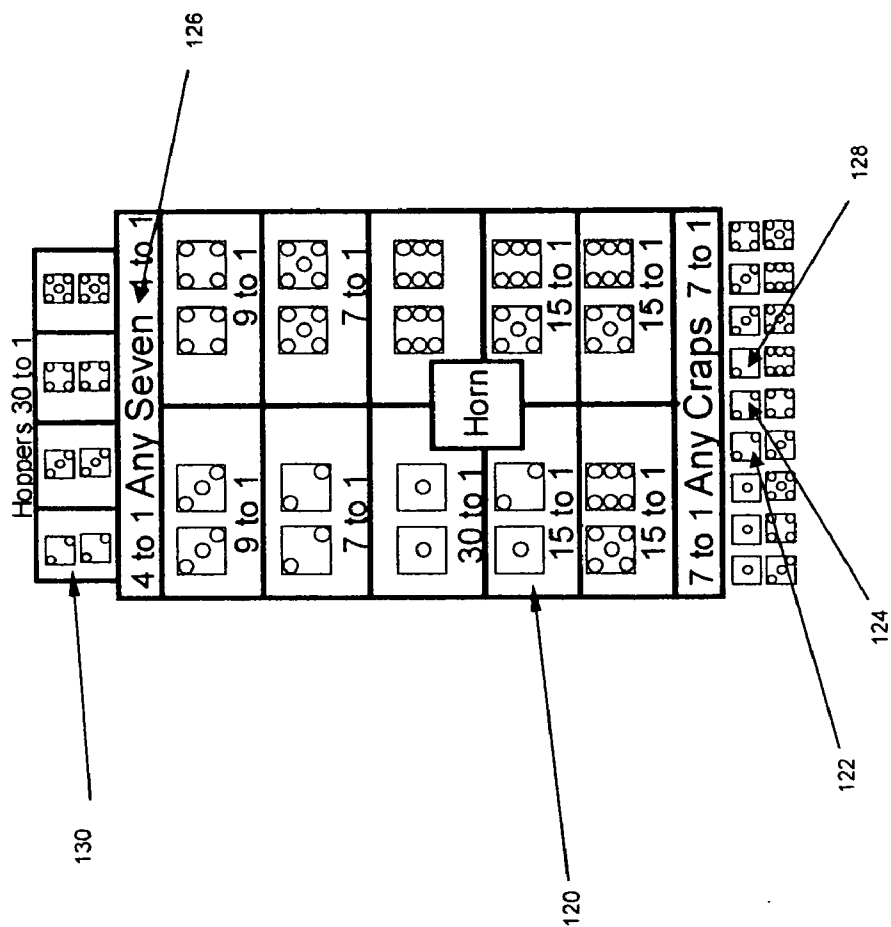 Hoppers 30 to 1
4 to 1 Any Seven 4 to 1
9 to 1
9 to 1
7 to 1
7 to 1
30 to 1
Horn
15 to 1
15 to 1
15 to 1
15 to 1
7 to 1 Any Craps 7 to 1
126
130
120
122
124
128